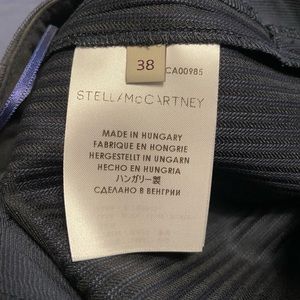 38
CA00985
STELLA McCARTNEY
MADE IN HUNGARY
FABRIQUE EN HONGRIE
HERGESTELLT IN UNGARN
HECHO EN HUNGRIA
ハンガリー製
СДЕЛАНО В ВЕНГРИИ